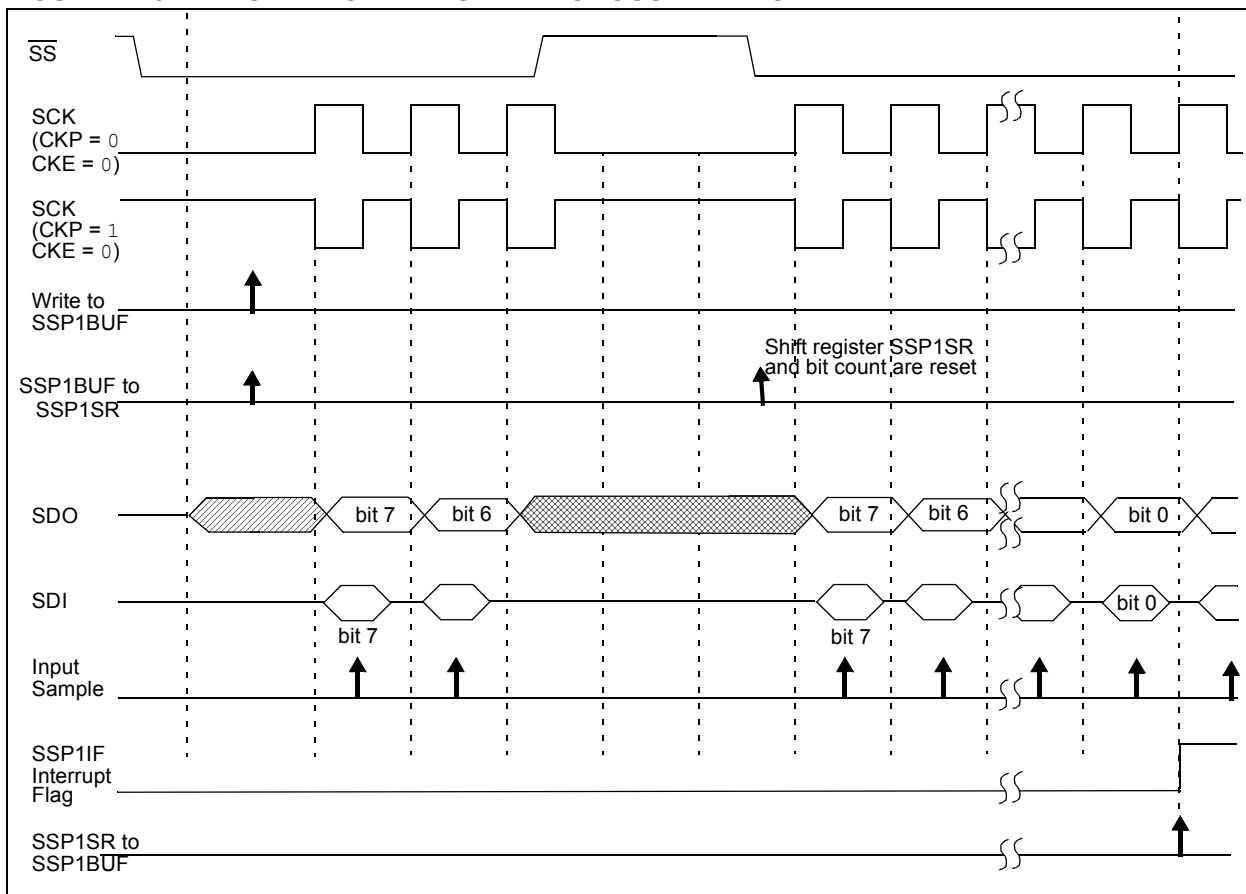 SS
SCK
(CKP = 0
CKE = 0)
SCK
(CKP = 1
CKE = 0)
Write to
SSP1BUF
Shift register SSP1SR
and bit count are reset
SSP1BUF to
SSP1SR
SDO
bit 7
bit 6
bit 7
bit 6
bit 0
SDI
bit 0
bit 7
bit 7
Input
Sample
SSP1IF
Interrupt
Flag
SSP1SR to
SSP1BUF